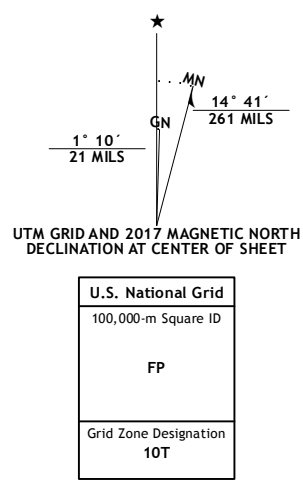 ★
MN
GN
14° 41´
261 MILS
1° 10´
21 MILS
UTM GRID AND 2017 MAGNETIC NORTH
DECLINATION AT CENTER OF SHEET
U.S. National Grid
100,000-m Square ID
FP
Grid Zone Designation
10T